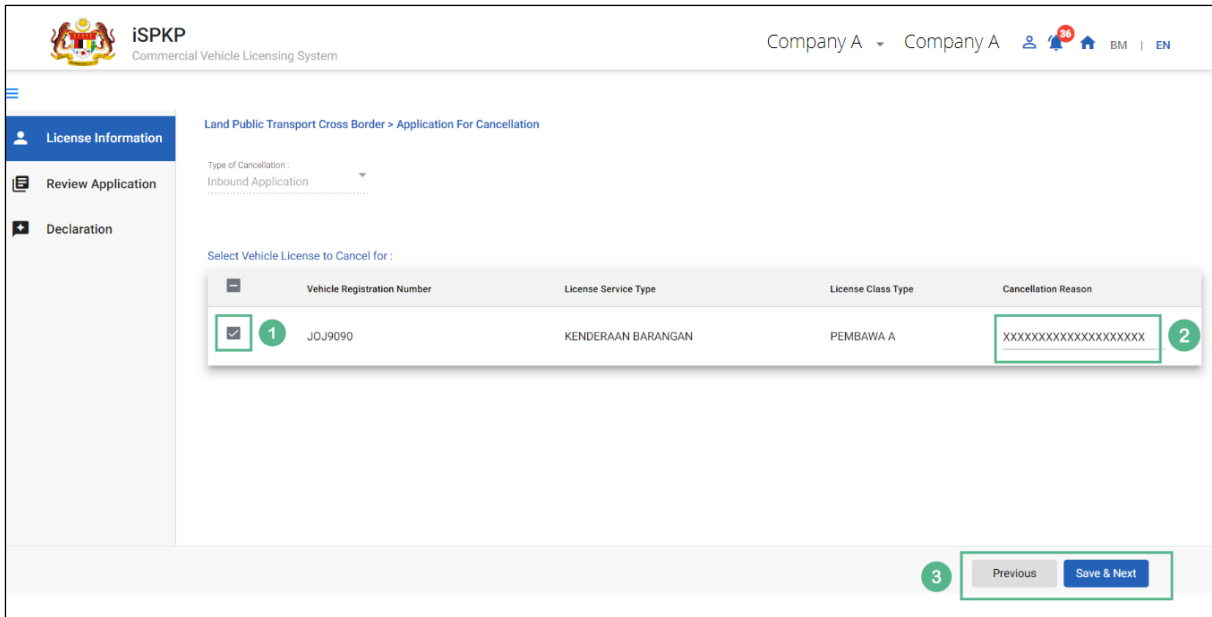 iSPKP
Commercial Vehicle Licensing System
Company A Company A 36 BM | EN
License Information
Review Application
Declaration
Land Public Transport Cross Border > Application For Cancellation
Type of Cancellation :
Inbound Application
Select Vehicle License to Cancel for :
Vehicle Registration Number License Service Type License Class Type Cancellation Reason
1 JOJ9090 KENDERAAN BARANGAN PEMBAWA A XXXXXXXXXXXXXXXXXXXX 2
3 Previous Save & Next